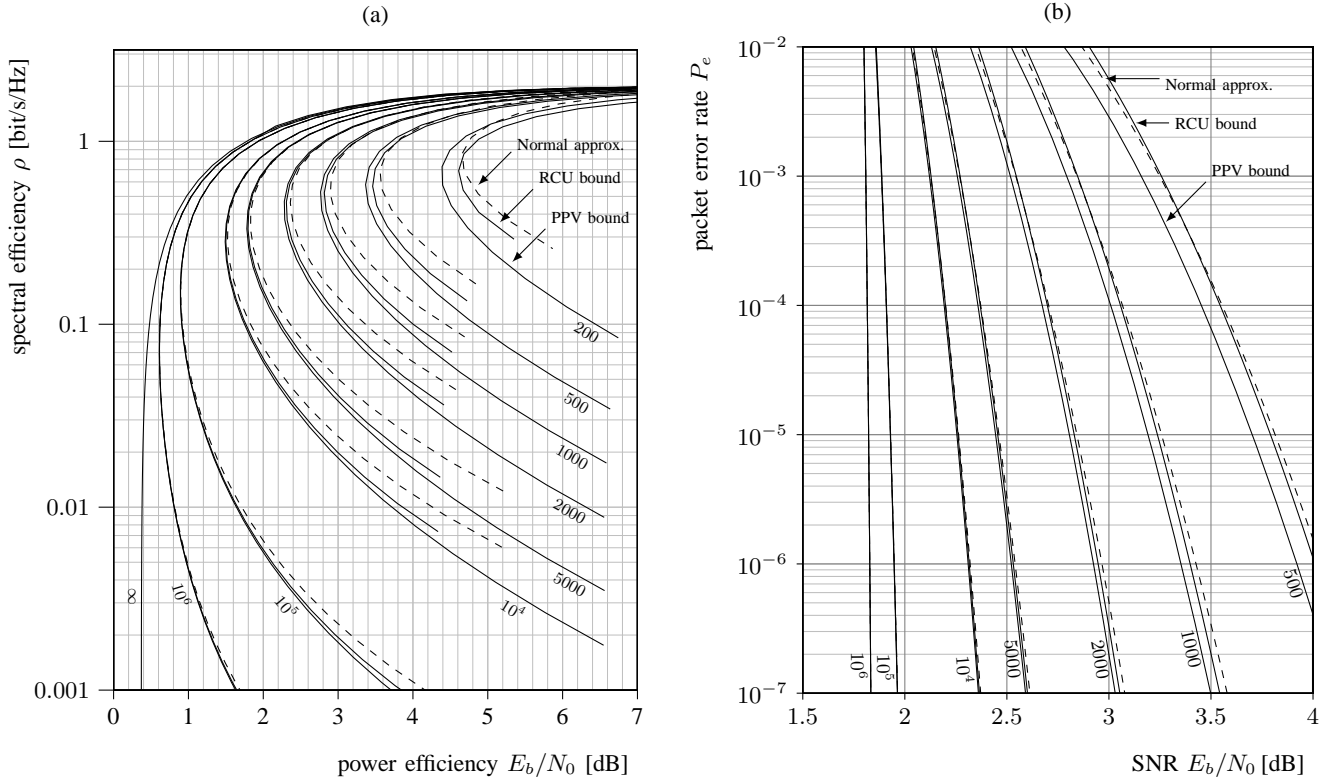 (a)
spectral efficiency ρ [bit/s/Hz]
1
0.1
0.01
0.001
Normal approx.
RCU bound
PPV bound
200
500
1000
2000
5000
10^4
10^5
10^6
∞
0 1 2 3 4 5 6 7
power efficiency E_b/N_0 [dB]
(b)
packet error rate P_e
10^−2
10^−3
10^−4
10^−5
10^−6
10^−7
Normal approx.
RCU bound
PPV bound
10^6
10^5
10^4
5000
2000
1000
500
1.5 2 2.5 3 3.5 4
SNR E_b/N_0 [dB]